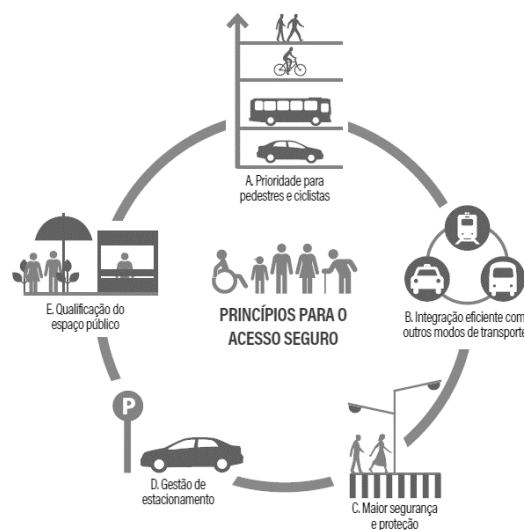 A. Prioridade para
pedestres e ciclistas
B. Integração eficiente com
outros modos de transporte
C. Maior segurança
e proteção
P
D. Gestão de
estacionamento
E. Qualificação do
espaço público
PRINCÍPIOS PARA O
ACESSO SEGURO